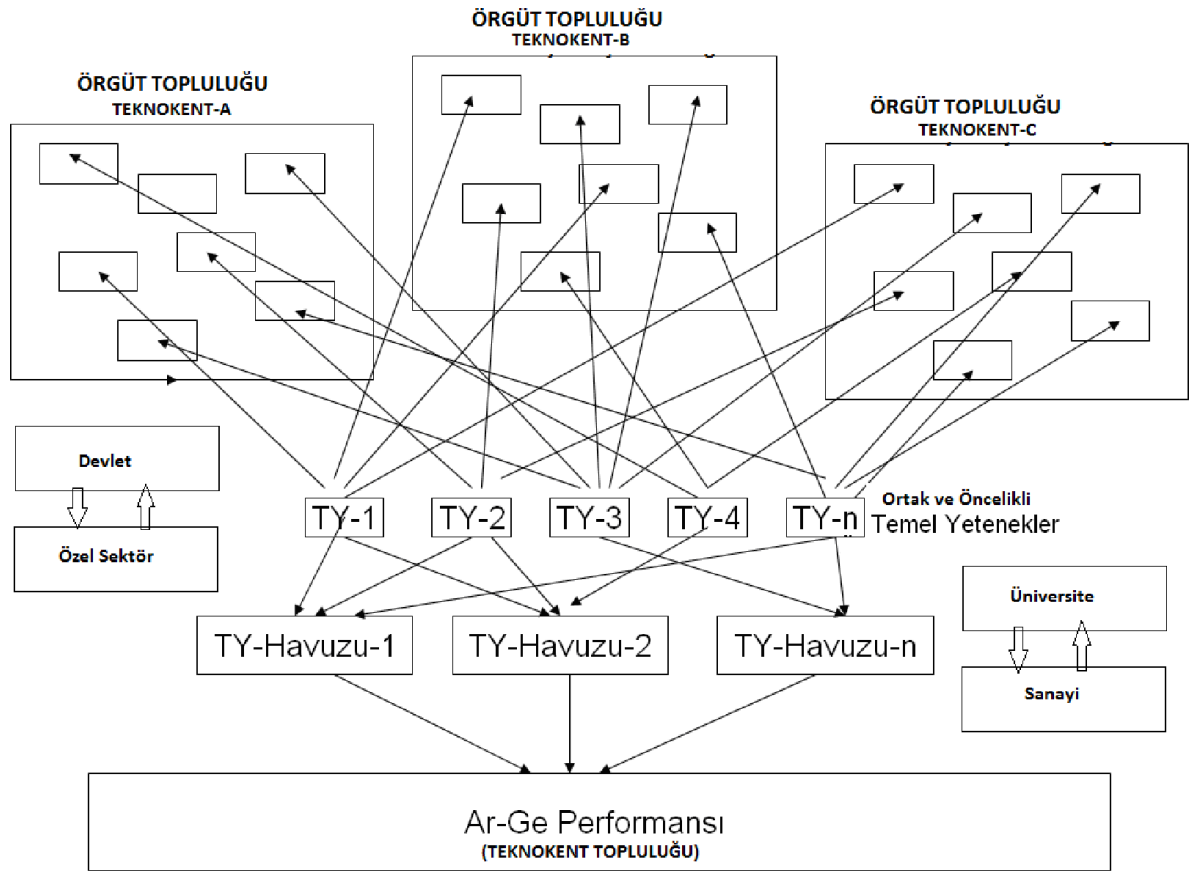 ÖRGÜT TOPLULUĞU
TEKNOKENT-B
ÖRGÜT TOPLULUĞU
TEKNOKENT-A
ÖRGÜT TOPLULUĞU
TEKNOKENT-C
Devlet
Özel Sektör
TY-1
TY-2
TY-3
TY-4
TY-n
Ortak ve Öncelikli
Temel Yetenekler
Üniversite
Sanayi
TY-Havuzu-1
TY-Havuzu-2
TY-Havuzu-n
Ar-Ge Performansı
(TEKNOKENT TOPLULUĞU)